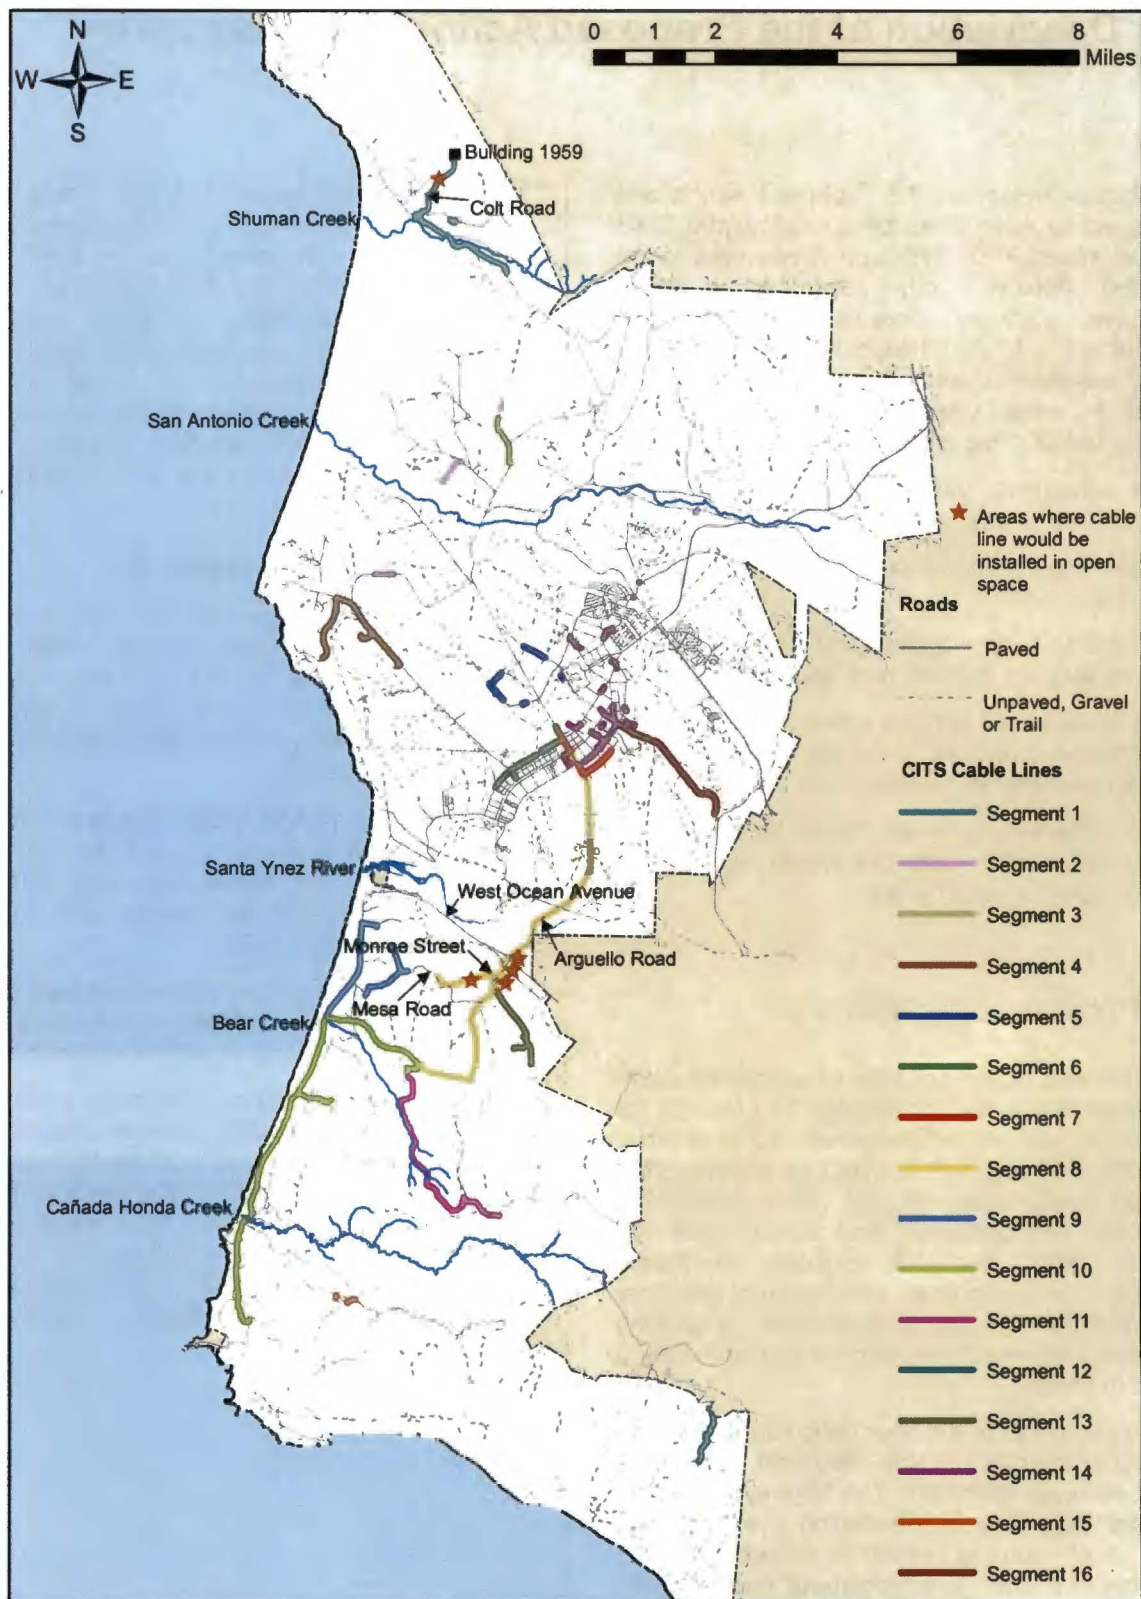 N
W E
S
0 1 2 4 6 8
Miles
Building 1959
Colt Road
Shuman Creek
San Antonio Creek
Areas where cable
line would be
installed in open
space
Roads
Paved
Unpaved, Gravel
or Trail
CITS Cable Lines
Segment 1
Segment 2
Segment 3
Segment 4
Segment 5
Segment 6
Segment 7
Segment 8
Segment 9
Segment 10
Segment 11
Segment 12
Segment 13
Segment 14
Segment 15
Segment 16
Santa Ynez River
West Ocean Avenue
Monroe Street
Arguello Road
Mesa Road
Bear Creek
Cañada Honda Creek